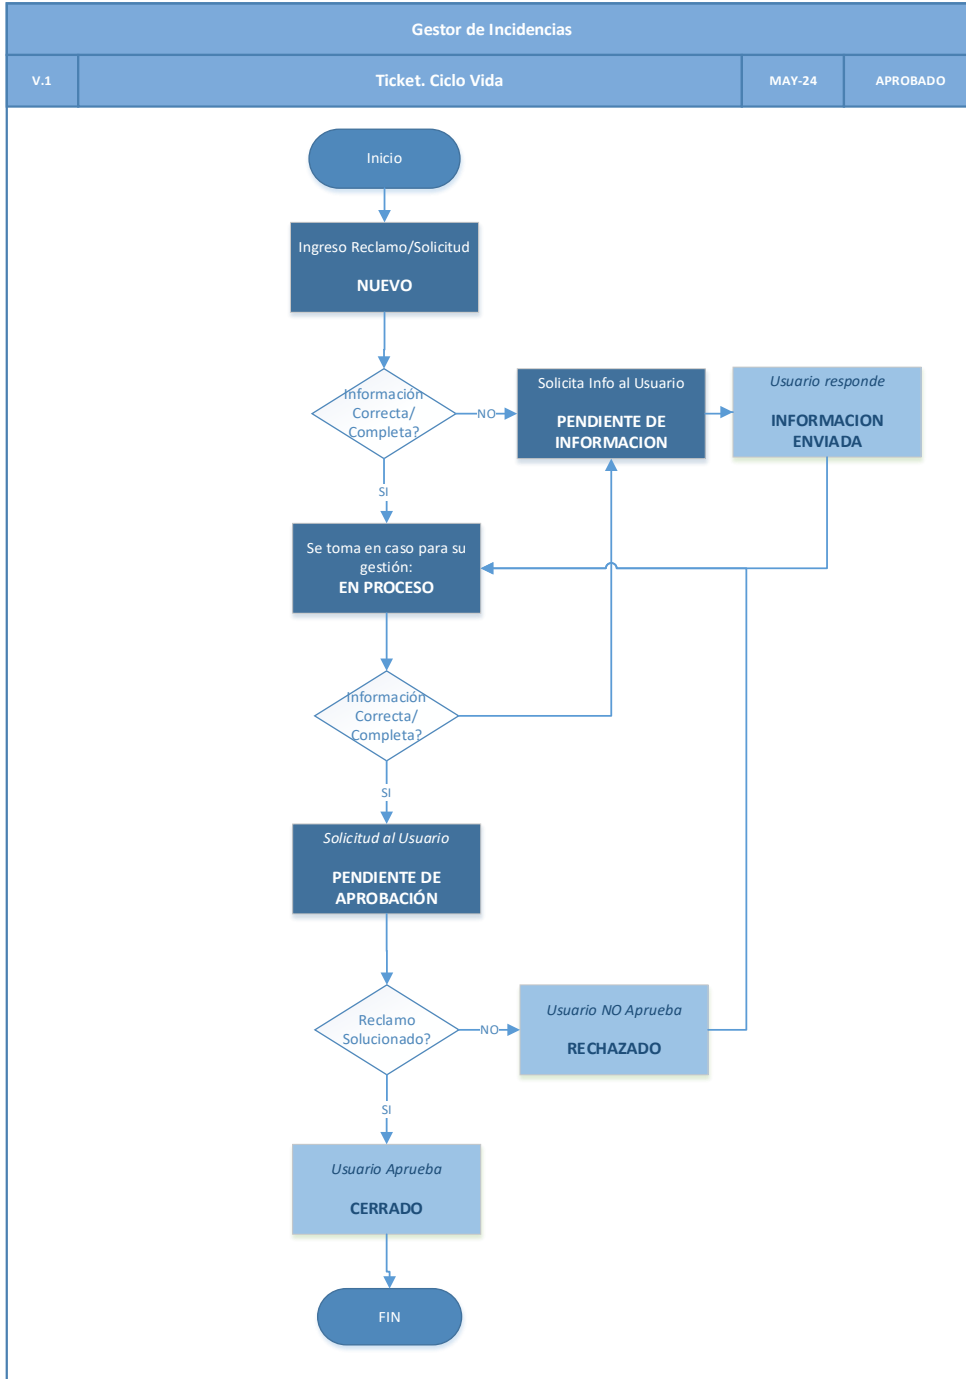 Gestor de Incidencias
V.1
Ticket. Ciclo Vida
MAY-24
APROBADO
Inicio
Ingreso Reclamo/Solicitud
NUEVO
Información
Correcta/
Completa?
NO
Solicita Info al Usuario
PENDIENTE DE
INFORMACION
Usuario responde
INFORMACION
ENVIADA
SI
Se toma en caso para su
gestión:
EN PROCESO
Información
Correcta/
Completa?
SI
Solicitud al Usuario
PENDIENTE DE
APROBACIÓN
Reclamo
Solucionado?
NO
Usuario NO Aprueba
RECHAZADO
SI
Usuario Aprueba
CERRADO
FIN